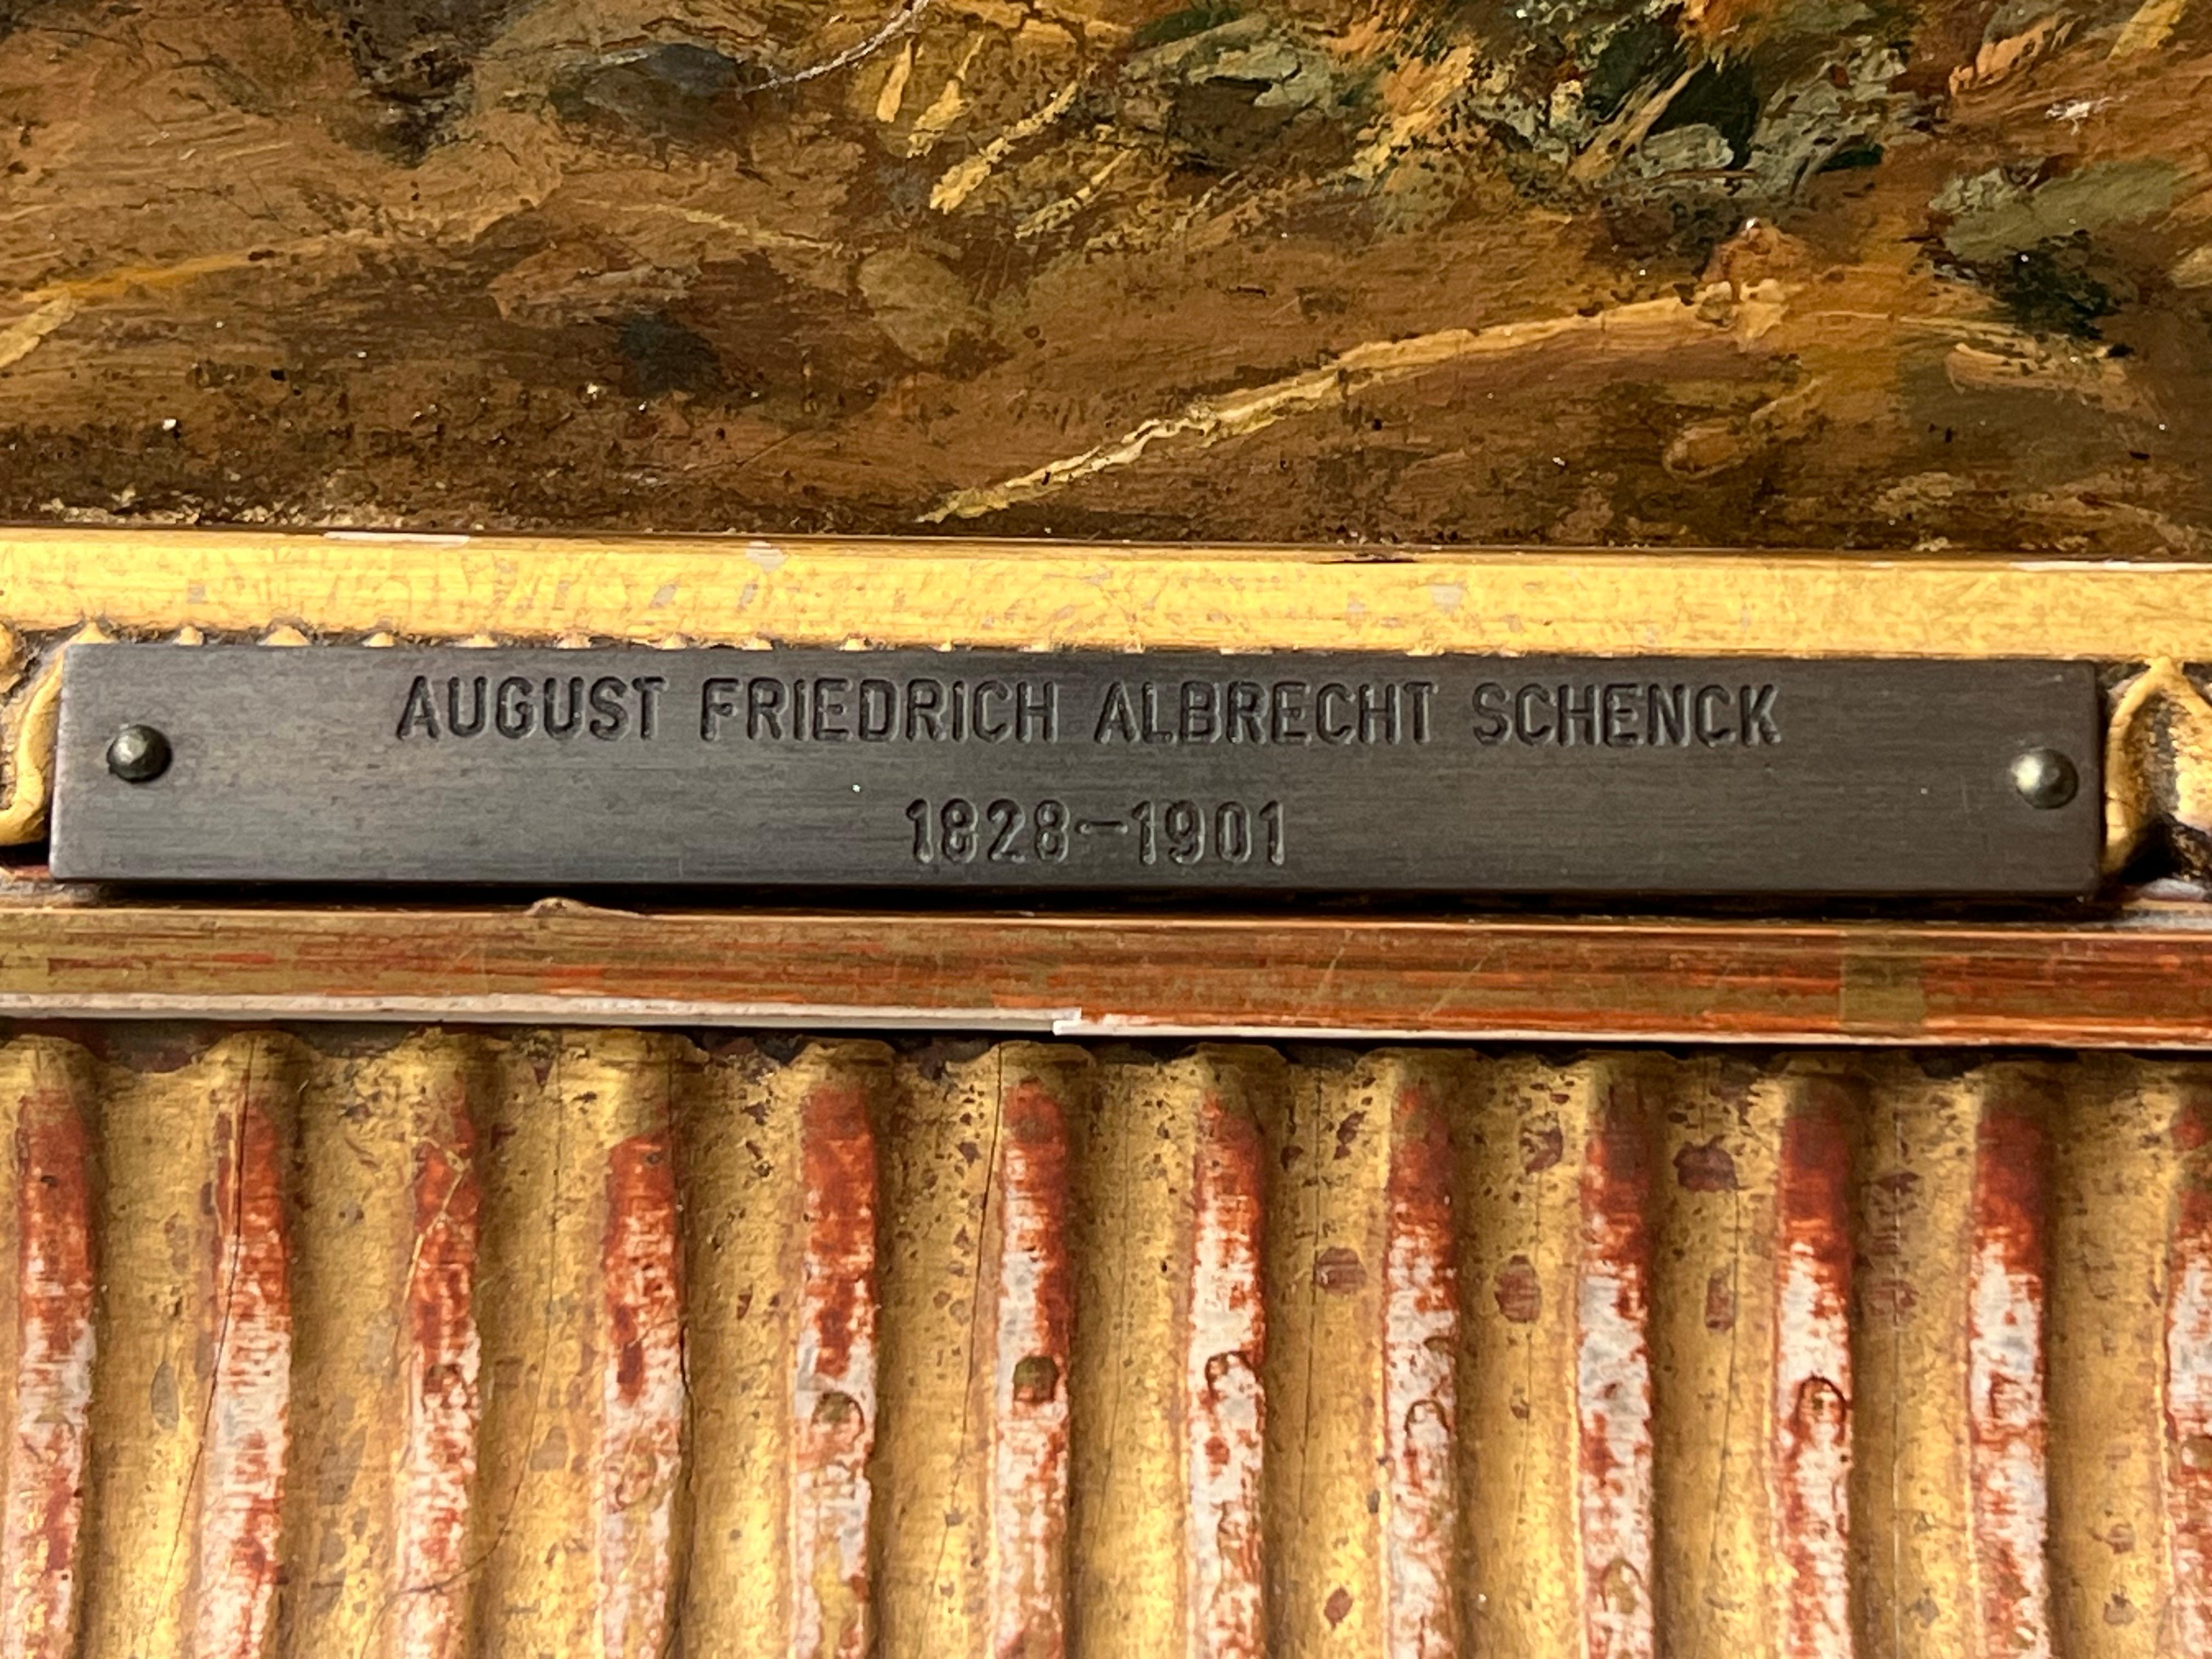 AUGUST FRIEDRICH ALBRECHT SCHENCK
1828–1901